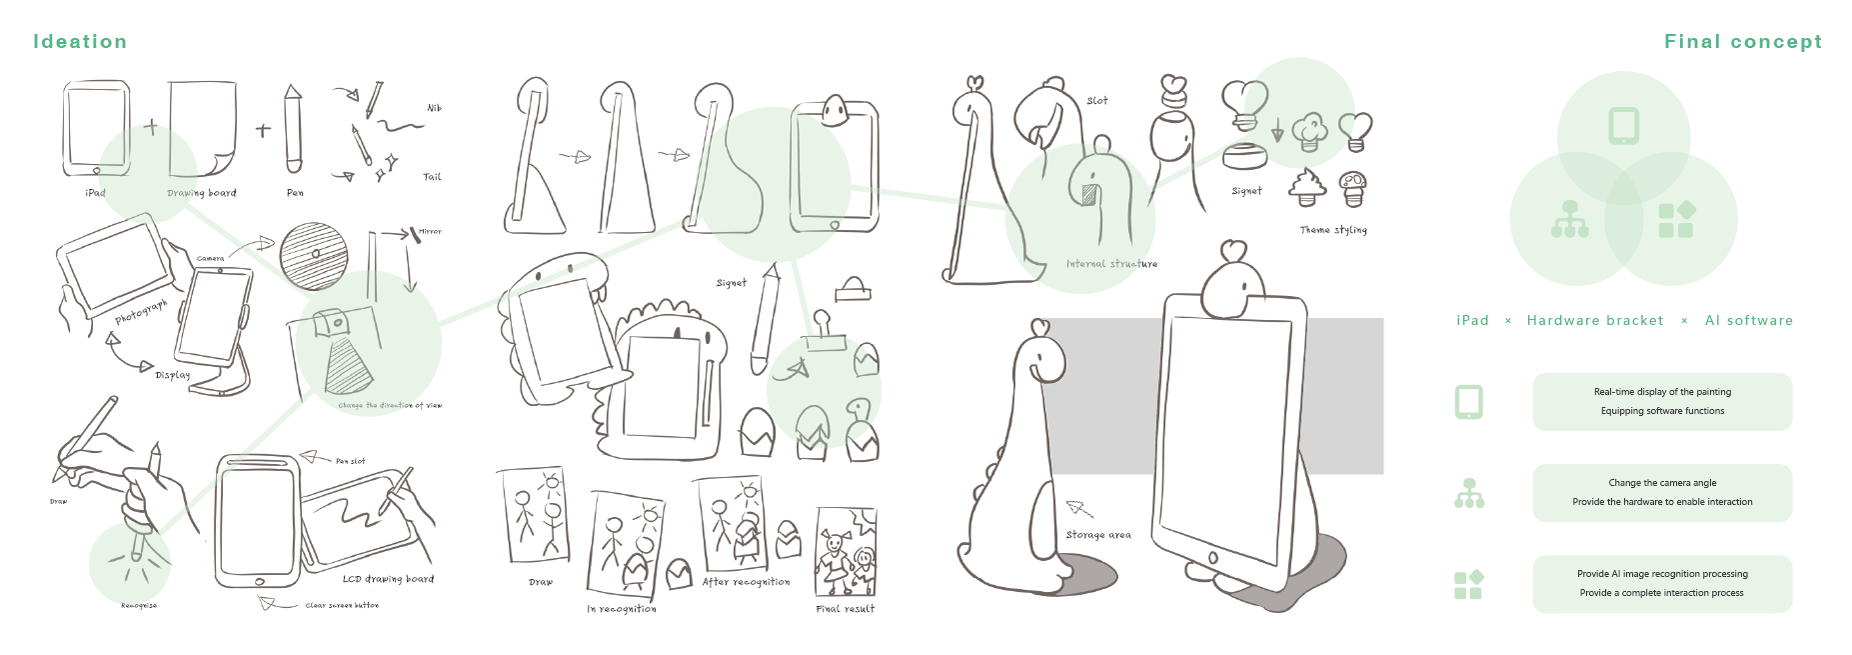 Ideation
Final concept
iPad
Drawing board
Pen
Nib
Tail
Camera
Mirror
Photograph
Display
Change the direction of view
Draw
Recognise
Pen slot
LCD drawing board
Clear screen button
Signet
Draw
In recognition
After recognition
Final result
Slot
Internal structure
Signet
Theme styling
Storage area
iPad × Hardware bracket × AI software
Real-time display of the painting
Equipping software functions
Change the camera angle
Provide the hardware to enable interaction
Provide AI image recognition processing
Provide a complete interaction process